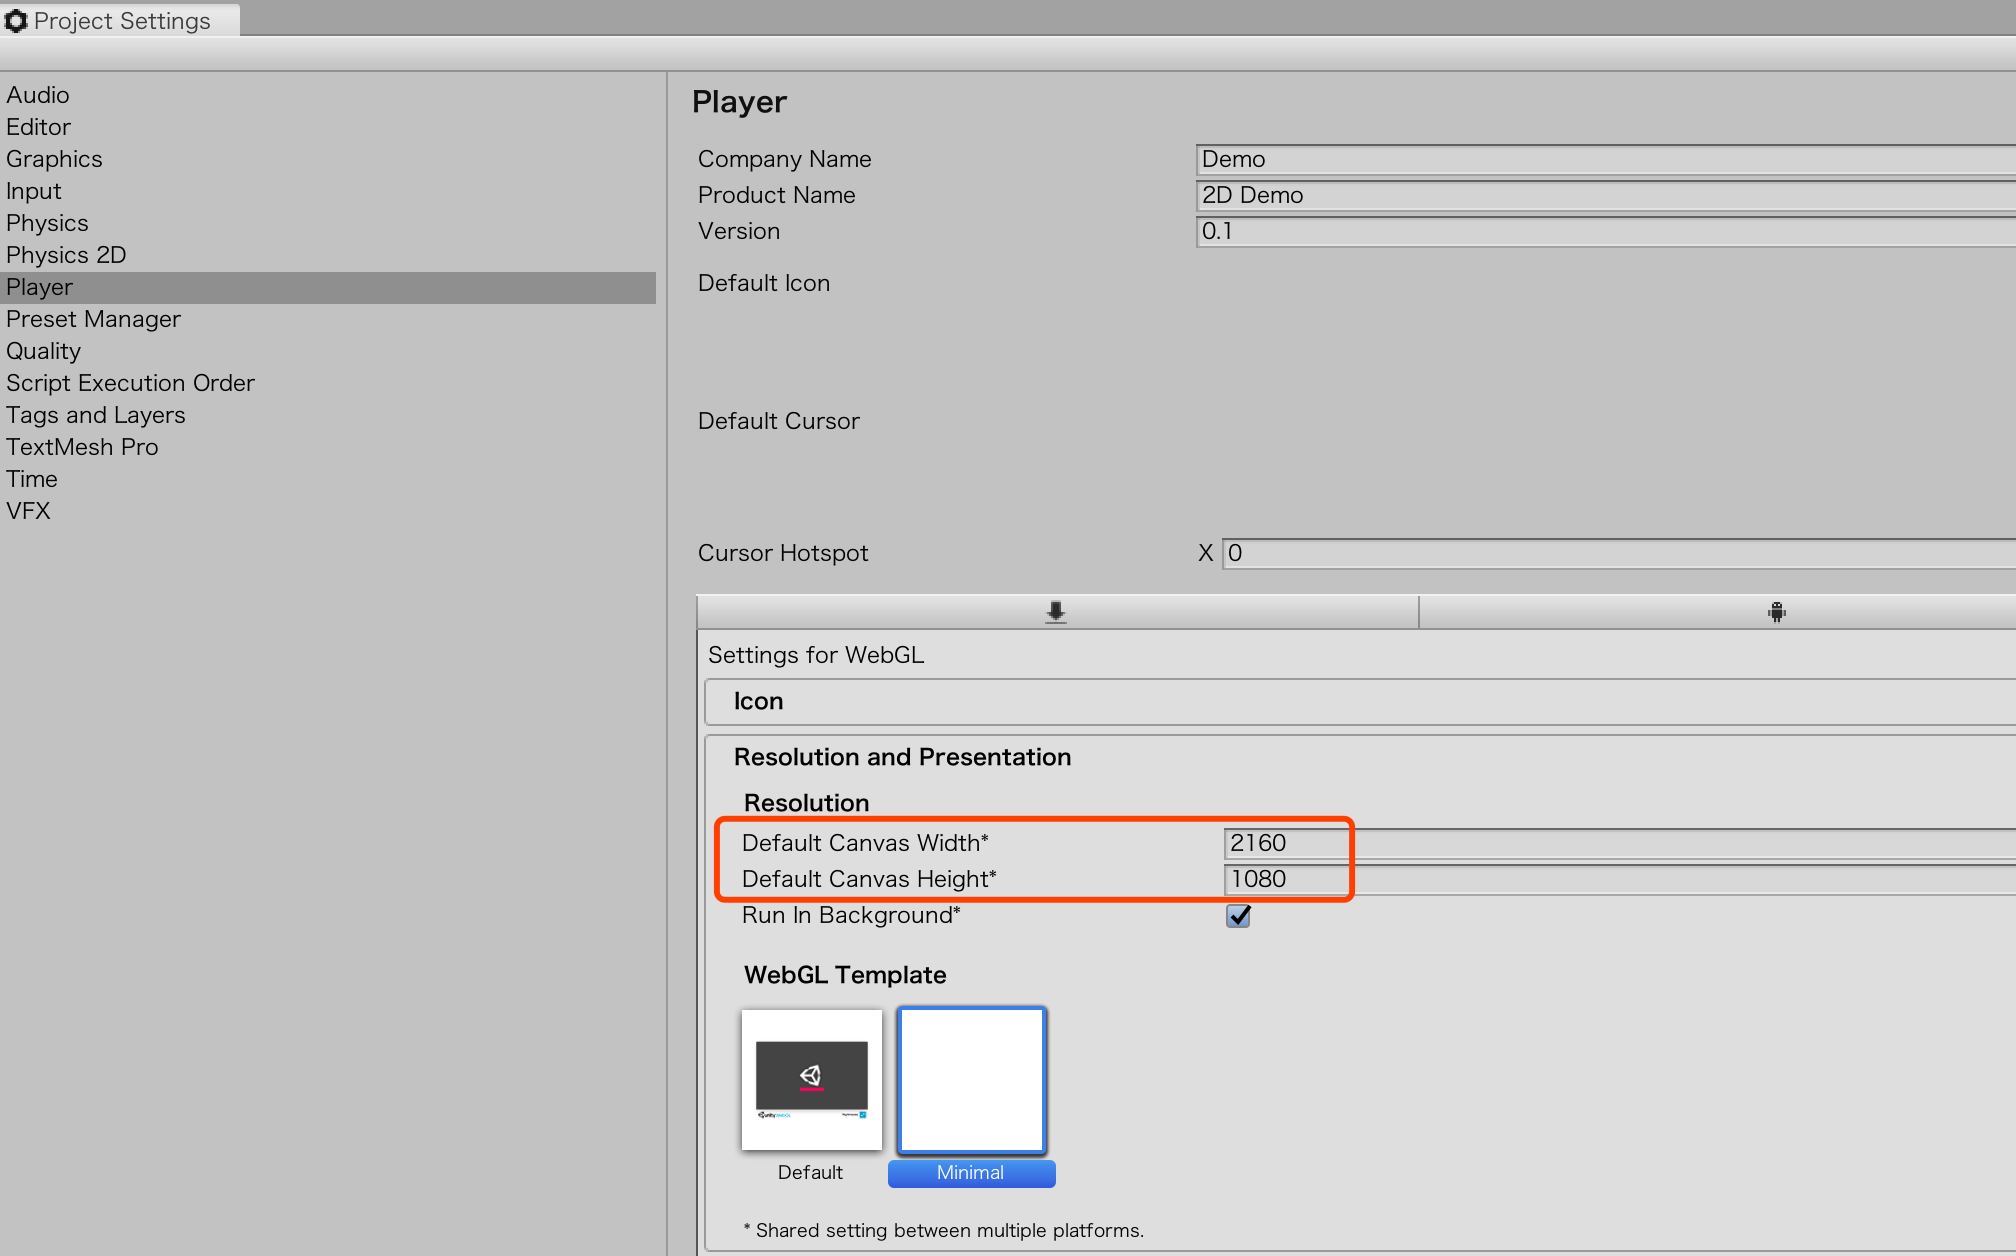 Project Settings
Audio
Editor
Graphics
Input
Physics
Physics 2D
Player
Preset Manager
Quality
Script Execution Order
Tags and Layers
TextMesh Pro
Time
VFX
Player
Company Name Demo
Product Name 2D Demo
Version 0.1
Default Icon
Default Cursor
Cursor Hotspot X 0
Settings for WebGL
Icon
Resolution and Presentation
Resolution
Default Canvas Width* 2160
Default Canvas Height* 1080
Run In Background*
WebGL Template
Default
Minimal
* Shared setting between multiple platforms.